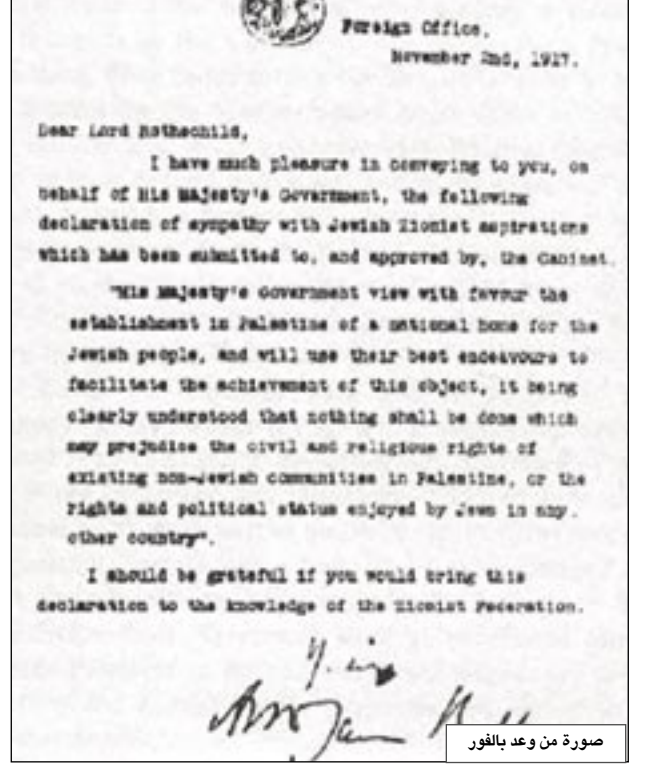 Foreign Office,
November 2nd, 1917.
Dear Lord Rothschild,
I have much pleasure in conveying to you, on
behalf of His Majesty's Government, the following
declaration of sympathy with Jewish Zionist aspirations
which has been submitted to, and approved by, the Cabinet.
"His Majesty's Government view with favour the
establishment in Palestine of a national home for the
Jewish people, and will use their best endeavours to
facilitate the achievement of this object, it being
clearly understood that nothing shall be done which
may prejudice the civil and religious rights of
existing non-Jewish communities in Palestine, or the
rights and political status enjoyed by Jews in any
other country".
I should be grateful if you would bring this
declaration to the knowledge of the Zionist Federation.
صورة من وعد بالفور